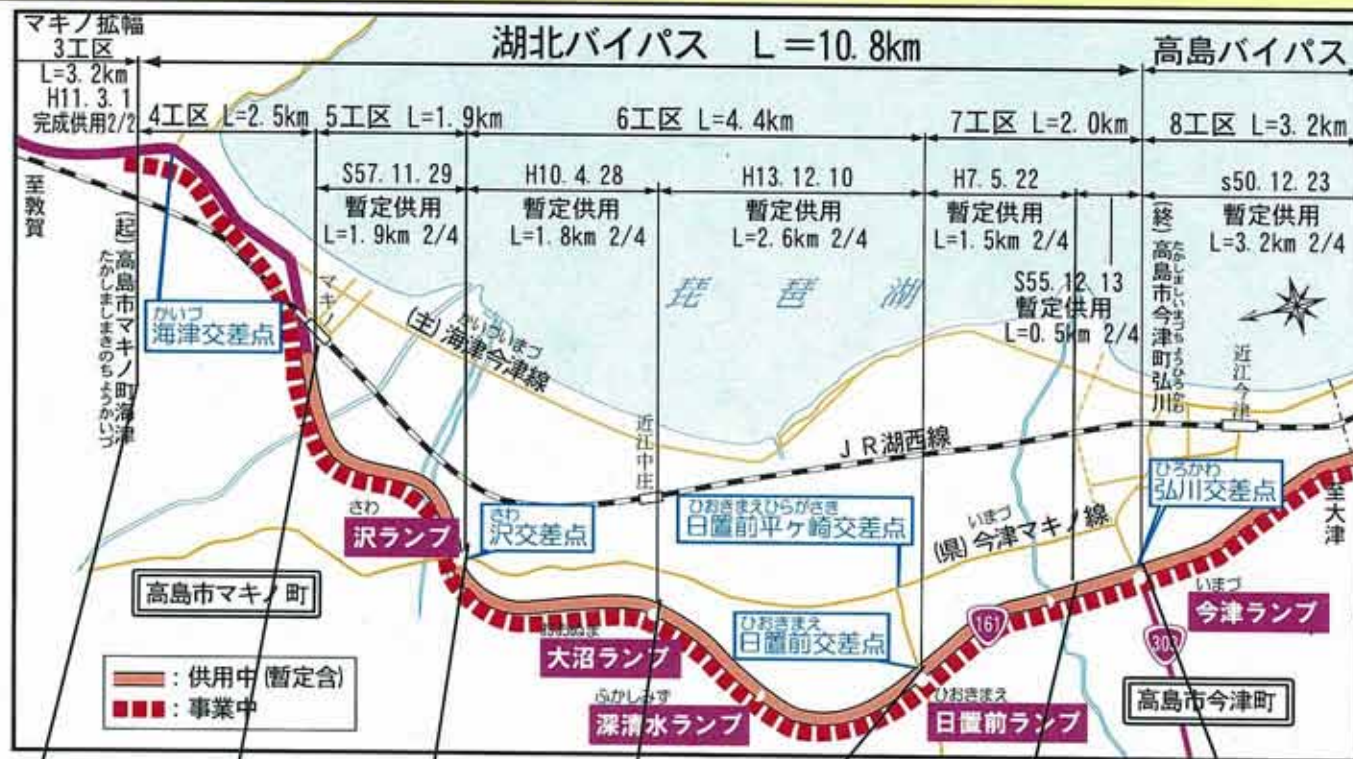 マキノ拡幅
3工区
L=3.2km
H11.3.1
完成供用2/2
湖北バイパス L=10.8km
高島バイパス
4工区 L=2.5km
5工区 L=1.9km
6工区 L=4.4km
7工区 L=2.0km
8工区 L=3.2km
S57.11.29
暫定供用
L=1.9km 2/4
H10.4.28
暫定供用
L=1.8km 2/4
H13.12.10
暫定供用
L=2.6km 2/4
H7.5.22
暫定供用
L=1.5km 2/4
S55.12.13
暫定供用
L=0.5km 2/4
s50.12.23
暫定供用
L=3.2km 2/4
至敦賀
(起)高島市マキノ町海津
たかしましまきのちょうかいづ
かいづ
海津交差点
マキノ
かいづいまづ
(主)海津今津線
琵琶湖
(終)高島市今津町弘川
たかしましいまづちょうひろかわ
近江今津
近江中庄
JR湖西線
さわ
沢ランプ
さわ
沢交差点
ひおきまえひらがさき
日置前平ヶ崎交差点
いまづ
(県)今津マキノ線
ひろかわ
弘川交差点
至大津
高島市マキノ町
おおぬま
大沼ランプ
ひおきまえ
日置前交差点
161
303
いまづ
今津ランプ
ふかしみず
深清水ランプ
ひおきまえ
日置前ランプ
高島市今津町
:供用中(暫定含)
:事業中